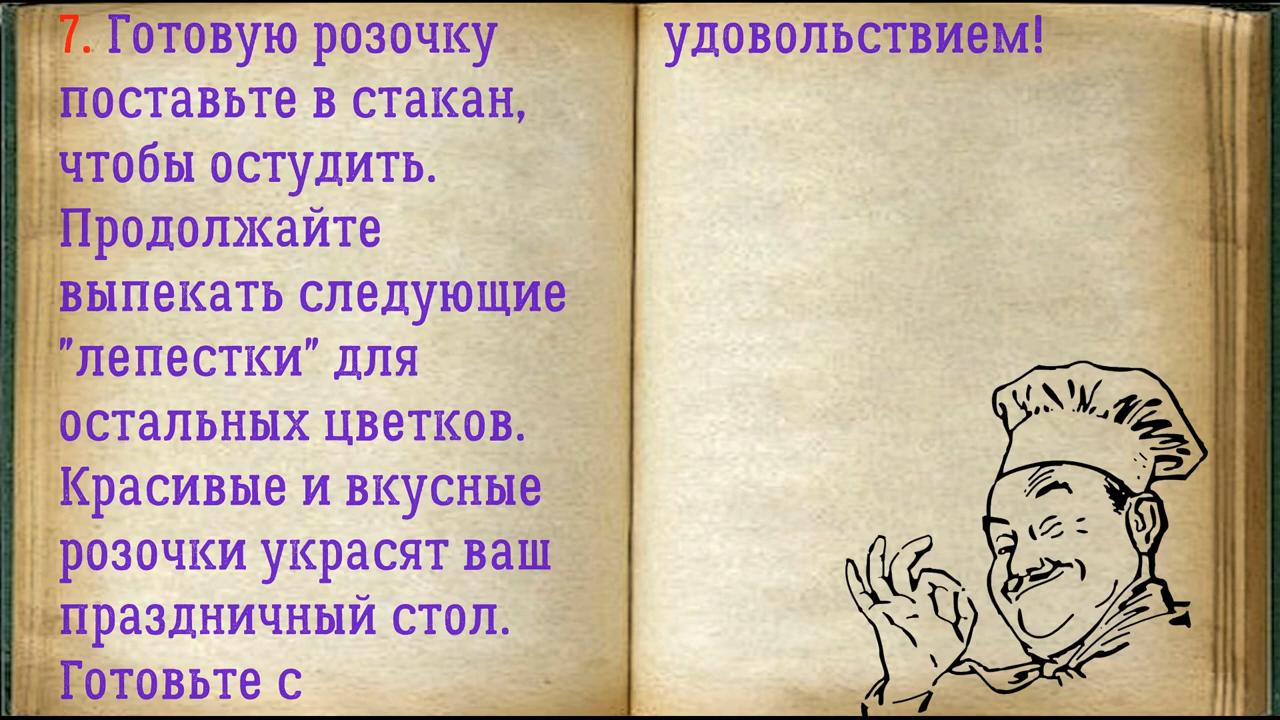 7. Готовую розочку
поставьте в стакан,
чтобы остудить.
Продолжайте
выпекать следующие
"лепестки" для
остальных цветков.
Красивые и вкусные
розочки украсят ваш
праздничный стол.
Готовьте с
удовольствием!